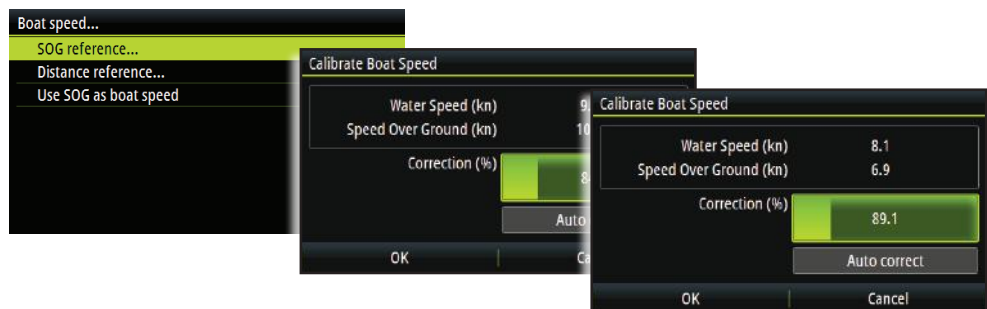 Boat speed...
SOG reference...
Distance reference...
Use SOG as boat speed
Calibrate Boat Speed
Water Speed (kn)
Speed Over Ground (kn)
Correction (%)
Auto
OK
Calibrate Boat Speed
Water Speed (kn) 8.1
Speed Over Ground (kn) 6.9
Correction (%) 89.1
Auto correct
OK Cancel